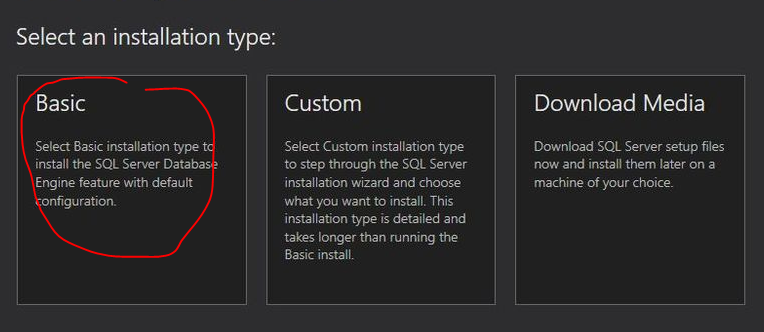 Select an installation type:
Basic
Select Basic installation type to
install the SQL Server Database
Engine feature with default
configuration.
Custom
Select Custom installation type
to step through the SQL Server
installation wizard and choose
what you want to install. This
installation type is detailed and
takes longer than running the
Basic install.
Download Media
Download SQL Server setup files
now and install them later on a
machine of your choice.